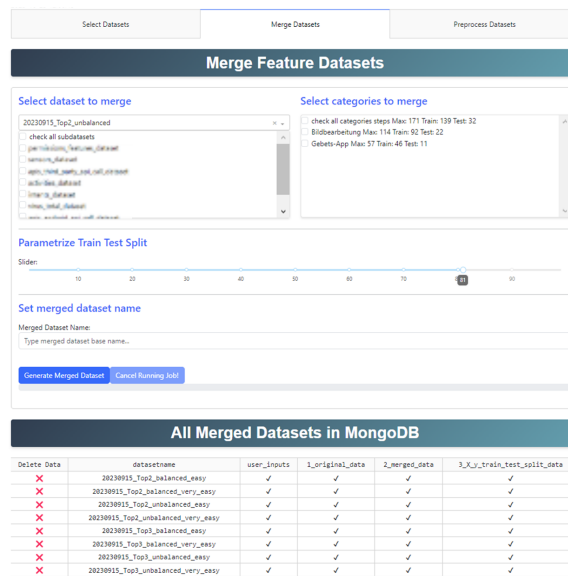 Select Datasets
Merge Datasets
Preprocess Datasets
Merge Feature Datasets
Select dataset to merge
20230915_Top2_unbalanced
check all subdatasets
Select categories to merge
check all categories steps Max: 171 Train: 139 Test: 32
Bildbearbeitung Max: 114 Train: 92 Test: 22
Gebets-App Max: 57 Train: 46 Test: 11
Parametrize Train Test Split
Slider:
10 20 30 40 50 60 70 81 90
Set merged dataset name
Merged Dataset Name:
Type merged dataset base name...
Generate Merged Dataset Cancel Running Job!
All Merged Datasets in MongoDB
Delete Data datasetname user_inputs 1_original_data 2_merged_data 3_X_y_train_test_split_data
20230915_Top2_balanced_easy
20230915_Top2_balanced_very_easy
20230915_Top2_unbalanced_easy
20230915_Top2_unbalanced_very_easy
20230915_Top3_balanced_easy
20230915_Top3_balanced_very_easy
20230915_Top3_unbalanced_easy
20230915_Top3_unbalanced_very_easy